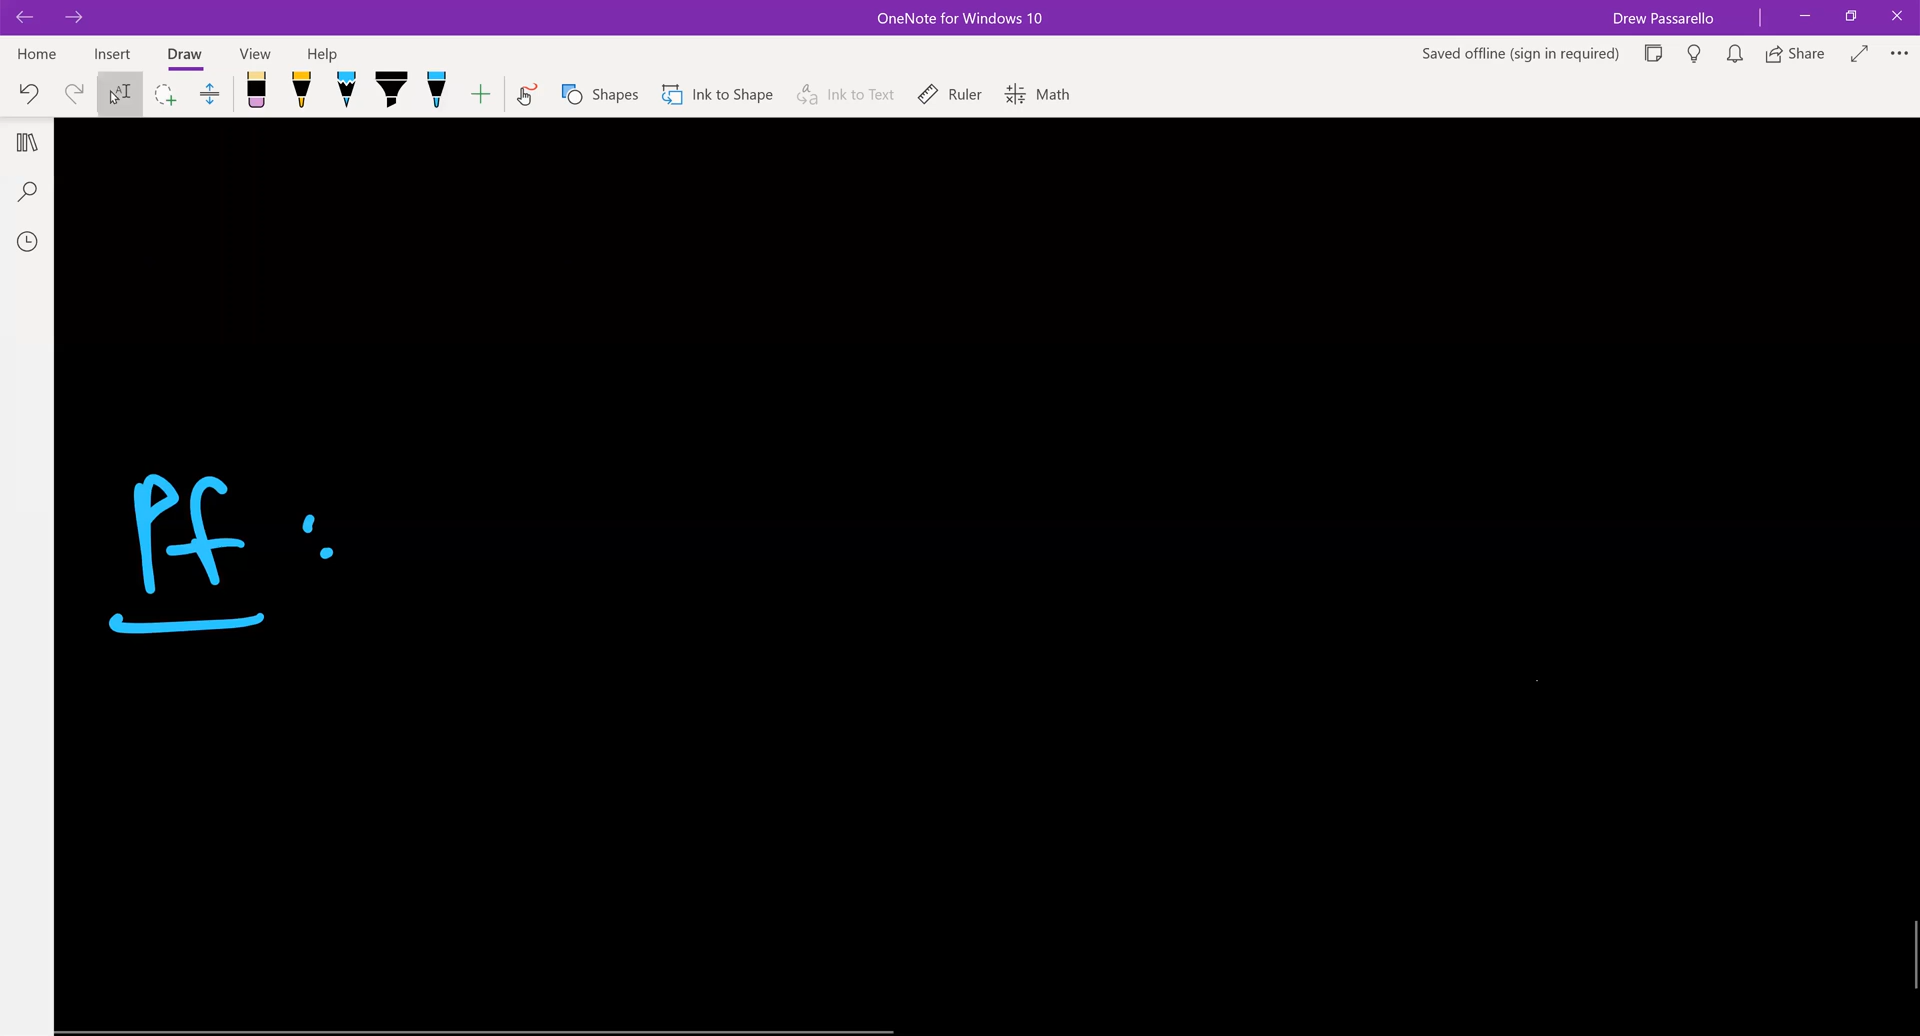 OneNote for Windows 10
Drew Passarello
Home Insert Draw View Help
Saved offline (sign in required) Share
Shapes Ink to Shape Ink to Text Ruler Math
Pf :